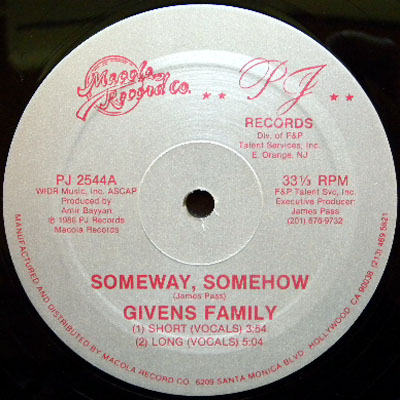 Macola
Record Co.
PJ
RECORDS
Div. of F&P
Talent Services, Inc.
E. Orange, NJ
PJ 2544A
WIDR Music, Inc. ASCAP
Produced by
Amir Bayyan
℗ 1986 PJ Records
Macola Records
33⅓ RPM
F&P Talent Svc, Inc.
Executive Producer:
James Pass
(201) 676-9732
SOMEWAY, SOMEHOW
(James Pass)
GIVENS FAMILY
(1) SHORT (VOCALS) 3:54
(2) LONG (VOCALS) 5:04
MANUFACTURED AND DISTRIBUTED BY MACOLA RECORD CO. 6209 SANTA MONICA BLVD. HOLLYWOOD, CA 90038 (213) 469 5821